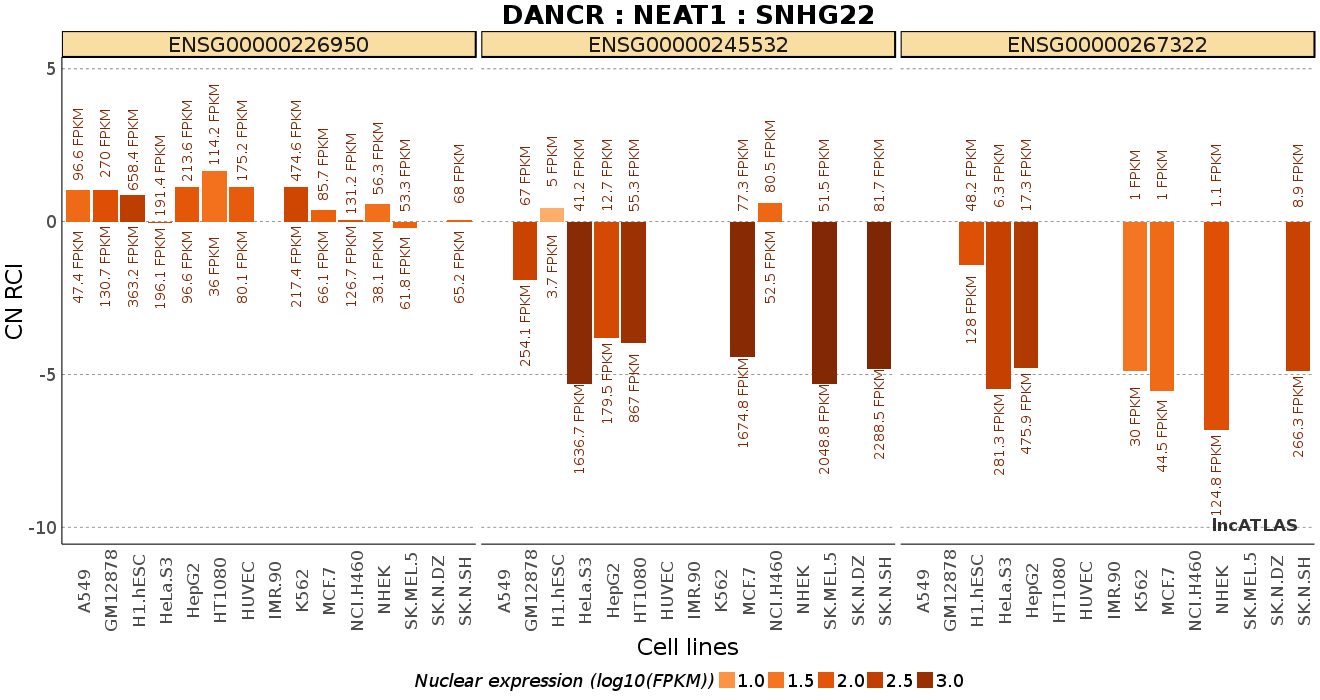 DANCR : NEAT1 : SNHG22
ENSG00000226950 ENSG00000245532 ENSG00000267322
CN RCI
5
0
-5
-10
96.6 FPKM 270 FPKM 658.4 FPKM 191.4 FPKM 213.6 FPKM 114.2 FPKM 175.2 FPKM 474.6 FPKM 85.7 FPKM 131.2 FPKM 56.3 FPKM 53.3 FPKM 68 FPKM
47.4 FPKM 130.7 FPKM 363.2 FPKM 196.1 FPKM 96.6 FPKM 36 FPKM 80.1 FPKM 217.4 FPKM 66.1 FPKM 126.7 FPKM 38.1 FPKM 61.8 FPKM 65.2 FPKM
67 FPKM 5 FPKM 41.2 FPKM 12.7 FPKM 55.3 FPKM 77.3 FPKM 80.5 FPKM 51.5 FPKM 81.7 FPKM
254.1 FPKM 3.7 FPKM 1636.7 FPKM 179.5 FPKM 867 FPKM 1674.8 FPKM 52.5 FPKM 2048.8 FPKM 2288.5 FPKM
48.2 FPKM 6.3 FPKM 17.3 FPKM 1 FPKM 1 FPKM 1.1 FPKM 8.9 FPKM
128 FPKM 281.3 FPKM 475.9 FPKM 30 FPKM 44.5 FPKM 124.8 FPKM 266.3 FPKM
lncATLAS
A549 GM12878 H1.hESC HeLa.S3 HepG2 HT1080 HUVEC IMR.90 K562 MCF.7 NCI.H460 NHEK SK.MEL.5 SK.N.DZ SK.N.SH
A549 GM12878 H1.hESC HeLa.S3 HepG2 HT1080 HUVEC IMR.90 K562 MCF.7 NCI.H460 NHEK SK.MEL.5 SK.N.DZ SK.N.SH
A549 GM12878 H1.hESC HeLa.S3 HepG2 HT1080 HUVEC IMR.90 K562 MCF.7 NCI.H460 NHEK SK.MEL.5 SK.N.DZ SK.N.SH
Cell lines
Nuclear expression (log10(FPKM)) 1.0 1.5 2.0 2.5 3.0